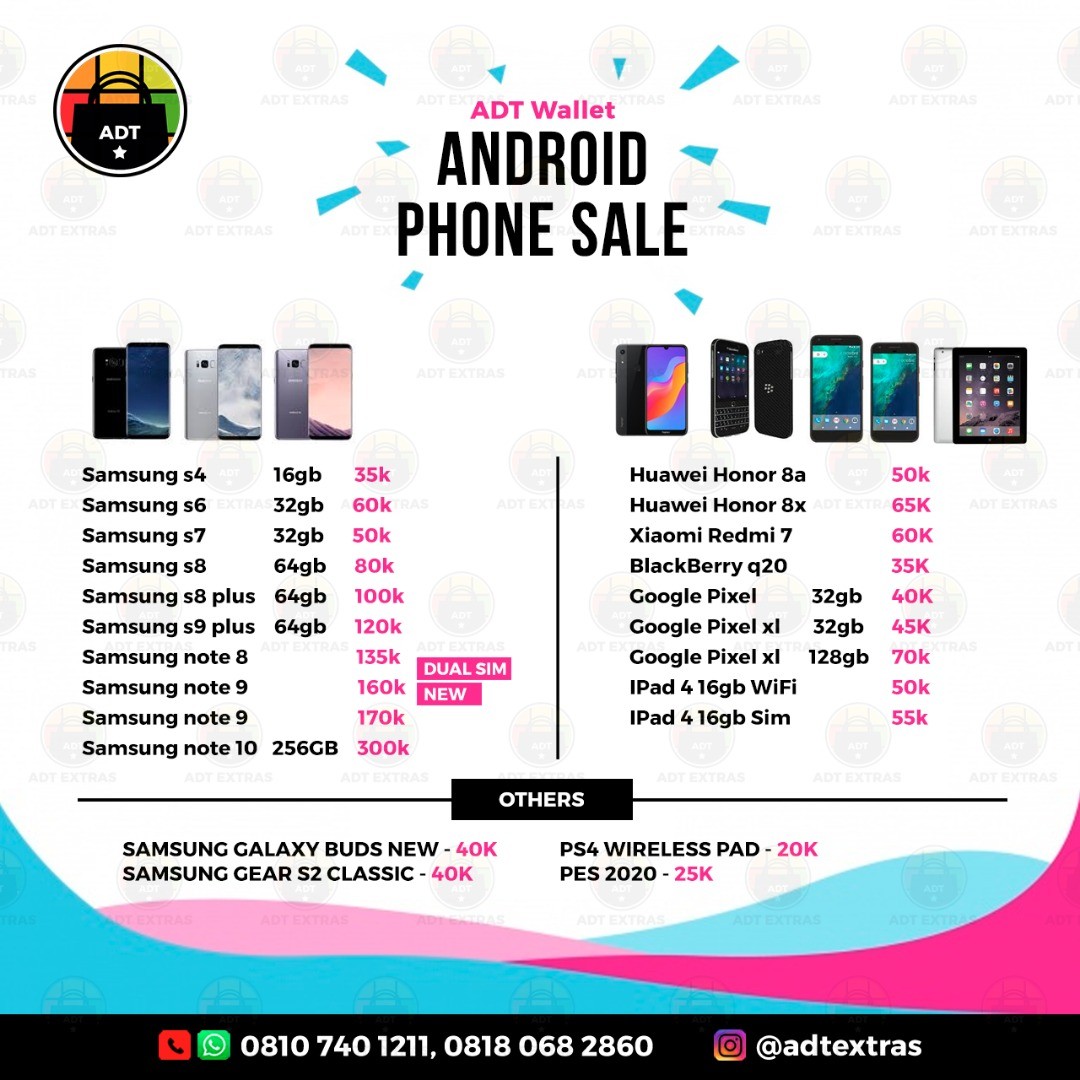 ADT
ADT Wallet
ANDROID
PHONE SALE
Samsung s4 16gb 35k
Samsung s6 32gb 60k
Samsung s7 32gb 50k
Samsung s8 64gb 80k
Samsung s8 plus 64gb 100k
Samsung s9 plus 64gb 120k
Samsung note 8 135k
DUAL SIM
Samsung note 9 160k
NEW
Samsung note 9 170k
Samsung note 10 256GB 300k
Huawei Honor 8a 50k
Huawei Honor 8x 65K
Xiaomi Redmi 7 60K
BlackBerry q20 35K
Google Pixel 32gb 40K
Google Pixel xl 32gb 45K
Google Pixel xl 128gb 70k
IPad 4 16gb WiFi 50k
IPad 4 16gb Sim 55k
OTHERS
SAMSUNG GALAXY BUDS NEW - 40K
SAMSUNG GEAR S2 CLASSIC - 40K
PS4 WIRELESS PAD - 20K
PES 2020 - 25K
0810 740 1211, 0818 068 2860
@adtextras
ADT EXTRAS